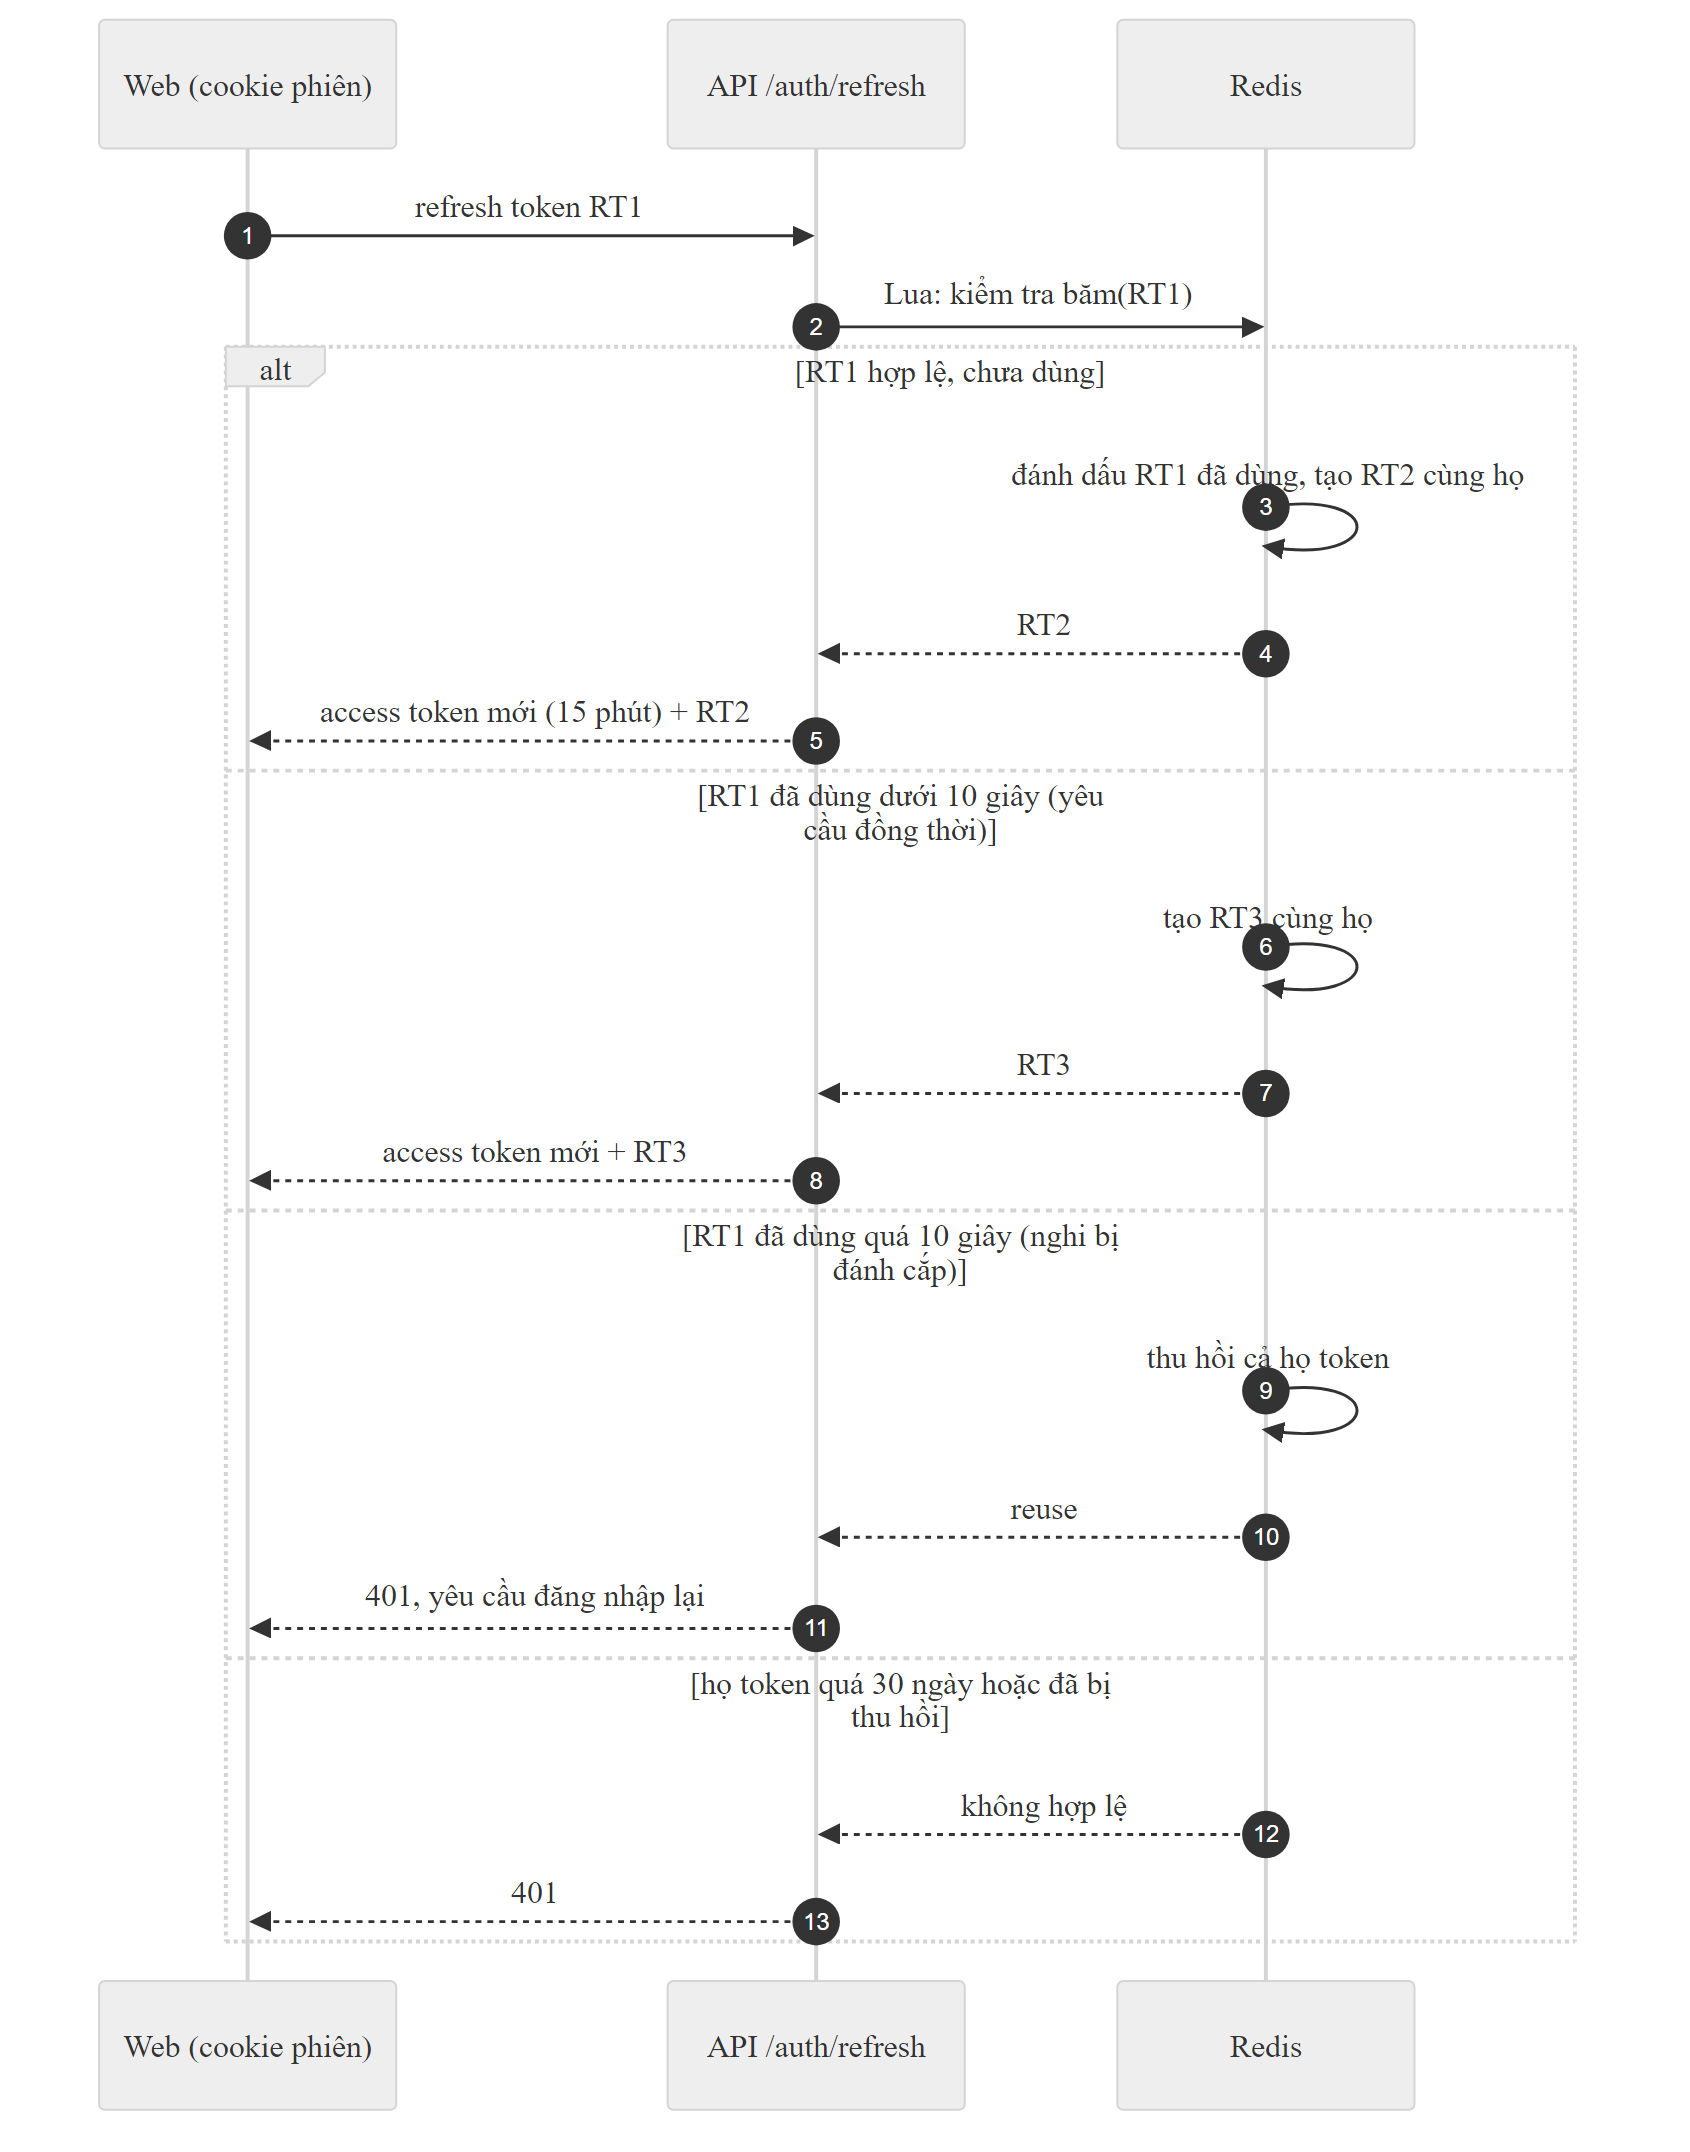 Web (cookie phiên)
API /auth/refresh
Redis
refresh token RT1
1
Lua: kiểm tra băm(RT1)
2
alt
[RT1 hợp lệ, chưa dùng]
đánh dấu RT1 đã dùng, tạo RT2 cùng họ
3
RT2
4
access token mới (15 phút) + RT2
5
[RT1 đã dùng dưới 10 giây (yêu
cầu đồng thời)]
tạo RT3 cùng họ
6
RT3
7
access token mới + RT3
8
[RT1 đã dùng quá 10 giây (nghi bị
đánh cắp)]
thu hồi cả họ token
9
reuse
10
401, yêu cầu đăng nhập lại
11
[họ token quá 30 ngày hoặc đã bị
thu hồi]
không hợp lệ
12
401
13
Web (cookie phiên)
API /auth/refresh
Redis